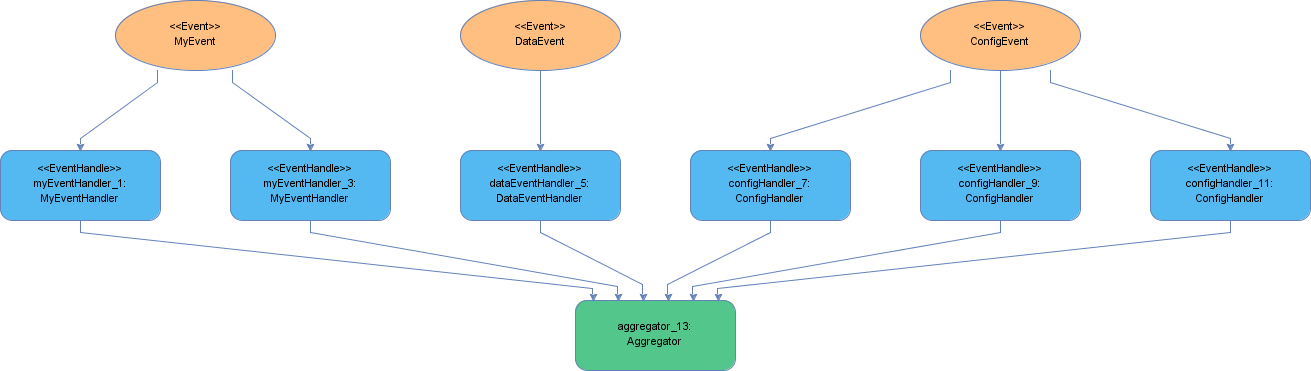 <<Event>>
MyEvent
<<Event>>
DataEvent
<<Event>>
ConfigEvent
<<EventHandle>>
myEventHandler_1:
MyEventHandler
<<EventHandle>>
myEventHandler_3:
MyEventHandler
<<EventHandle>>
dataEventHandler_5:
DataEventHandler
<<EventHandle>>
configHandler_7:
ConfigHandler
<<EventHandle>>
configHandler_9:
ConfigHandler
<<EventHandle>>
configHandler_11:
ConfigHandler
aggregator_13:
Aggregator